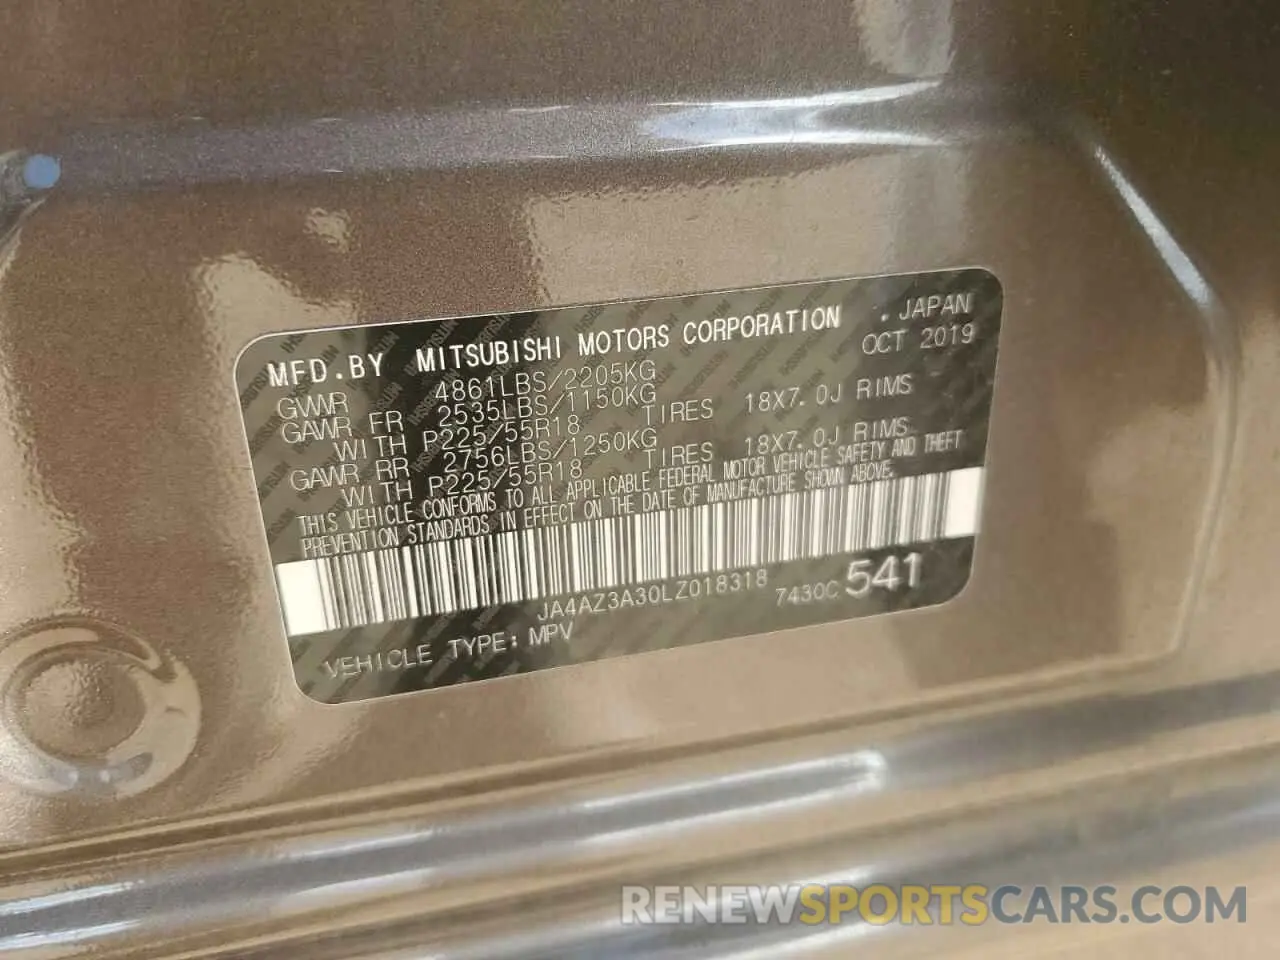 MFD.BY MITSUBISHI MOTORS CORPORATION . JAPAN
GVWR 4861LBS/2205KG OCT 2019
GAWR FR 2535LBS/1150KG
WITH P225/55R18 TIRES 18X7.0J RIMS
GAWR RR 2756LBS/1250KG
WITH P225/55R18 TIRES 18X7.0J RIMS
THIS VEHICLE CONFORMS TO ALL APPLICABLE FEDERAL MOTOR VEHICLE SAFETY AND THEFT
PREVENTION STANDARDS IN EFFECT ON THE DATE OF MANUFACTURE SHOWN ABOVE.
JA4AZ3A30LZ018318 7430C 541
VEHICLE TYPE: MPV
RENEWSPORTSCARS.COM